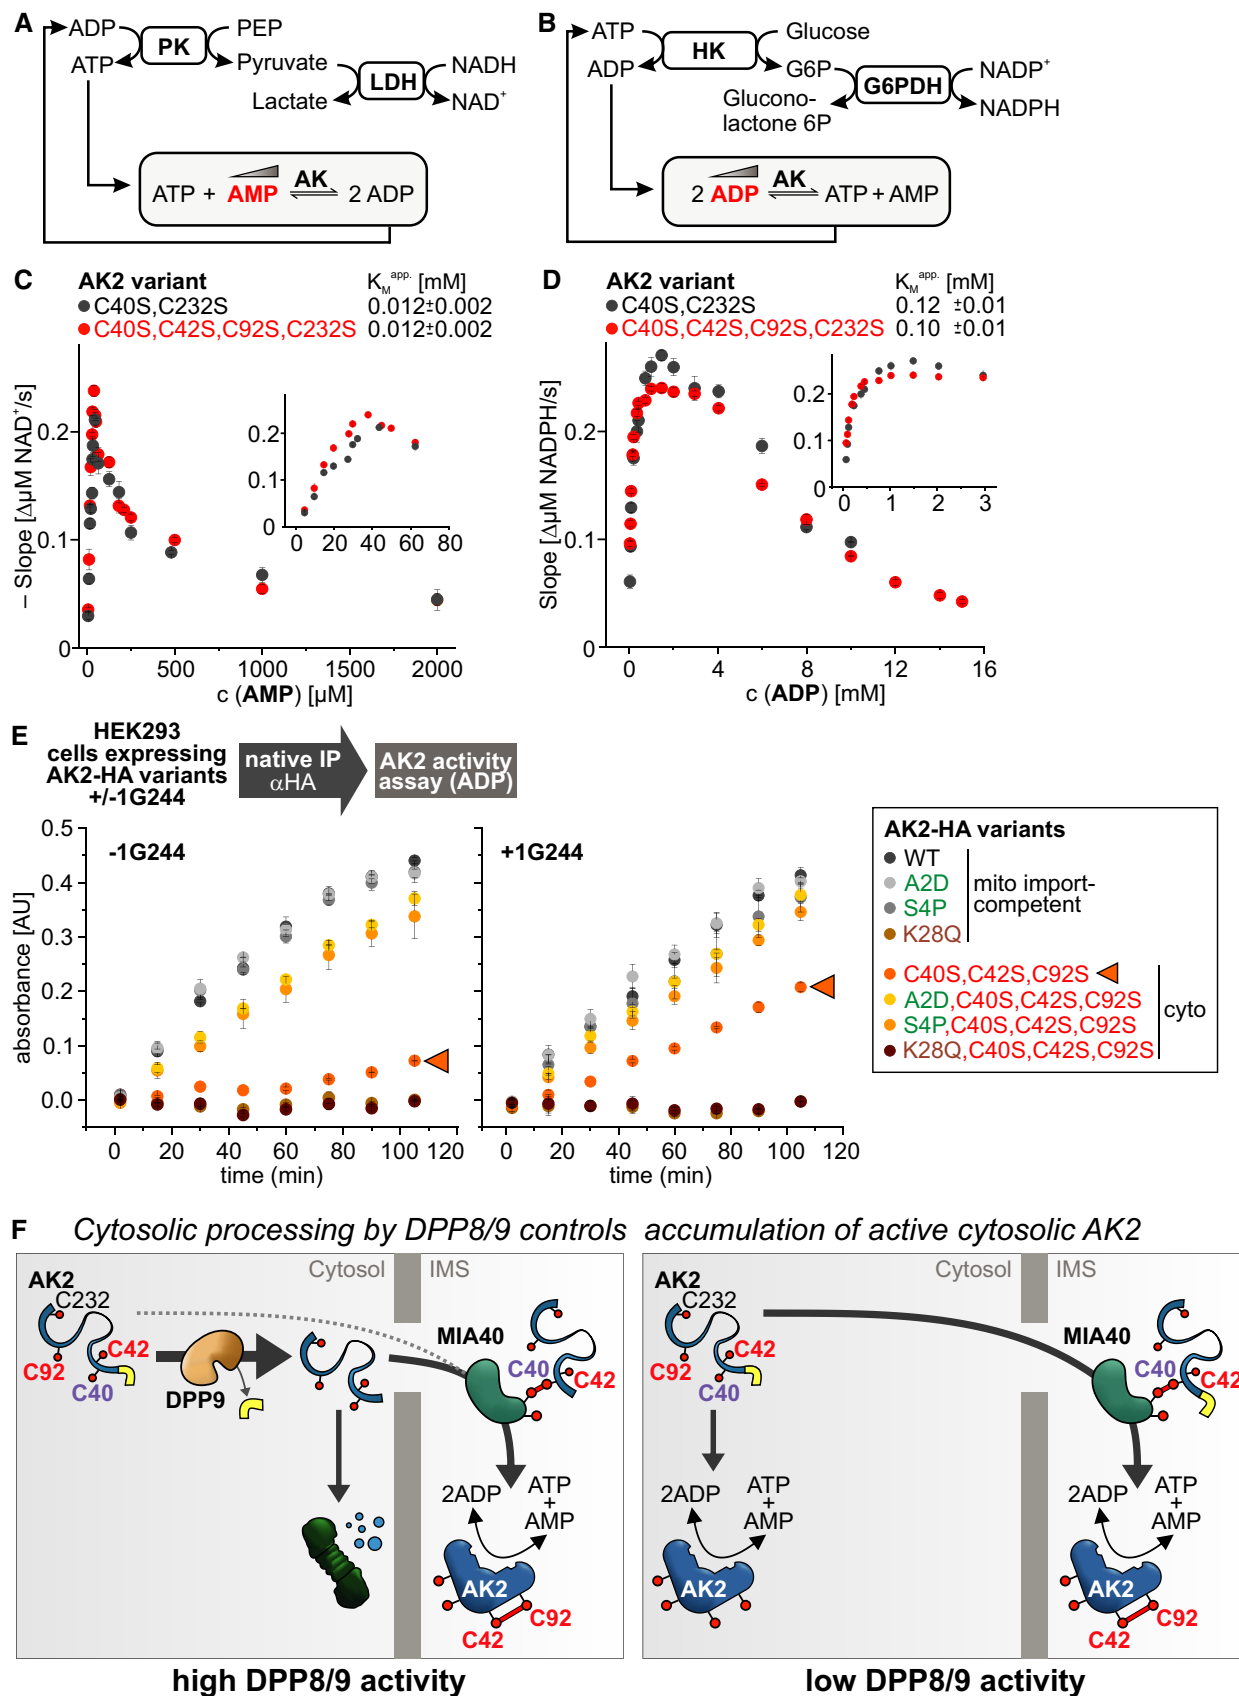 A
ADP
PK
PEP
ATP
Pyruvate
LDH
NADH
Lactate
NAD⁺
ATP + AMP AK 2 ADP
B
ATP
HK
Glucose
ADP
G6P
G6PDH
NADP⁺
Glucono-
lactone 6P
NADPH
2 ADP AK ATP + AMP
C
AK2 variant K_M^app. [mM]
C40S,C232S 0.012±0.002
C40S,C42S,C92S,C232S 0.012±0.002
– Slope [ΔµM NAD⁺/s]
0.2
0.1
0
0.2
0.1
0
0 20 40 60 80
0 500 1000 1500 2000
c (AMP) [µM]
D
AK2 variant K_M^app. [mM]
C40S,C232S 0.12 ±0.01
C40S,C42S,C92S,C232S 0.10 ±0.01
Slope [ΔµM NADPH/s]
0.2
0.1
0
0.2
0.1
0
0 1 2 3
0 4 8 12 16
c (ADP) [mM]
E
HEK293
cells expressing
AK2-HA variants
+/-1G244
native IP
αHA
AK2 activity
assay (ADP)
absorbance [AU]
0.5
0.4
0.3
0.2
0.1
0.0
-1G244
0 20 40 60 80 100 120
time (min)
+1G244
0 20 40 60 80 100 120
time (min)
AK2-HA variants
WT
A2D
S4P
K28Q
mito import-
competent
C40S,C42S,C92S
A2D,C40S,C42S,C92S
S4P,C40S,C42S,C92S
K28Q,C40S,C42S,C92S
cyto
F Cytosolic processing by DPP8/9 controls accumulation of active cytosolic AK2
Cytosol IMS
AK2
C232
C42
C92
C40
DPP9
MIA40
C40
C42
2ADP
ATP
+
AMP
AK2
C92
C42
high DPP8/9 activity
Cytosol IMS
AK2
C232
C42
C92
C40
MIA40
C40
C42
2ADP
ATP
+
AMP
AK2
2ADP
ATP
+
AMP
AK2
C92
C42
low DPP8/9 activity